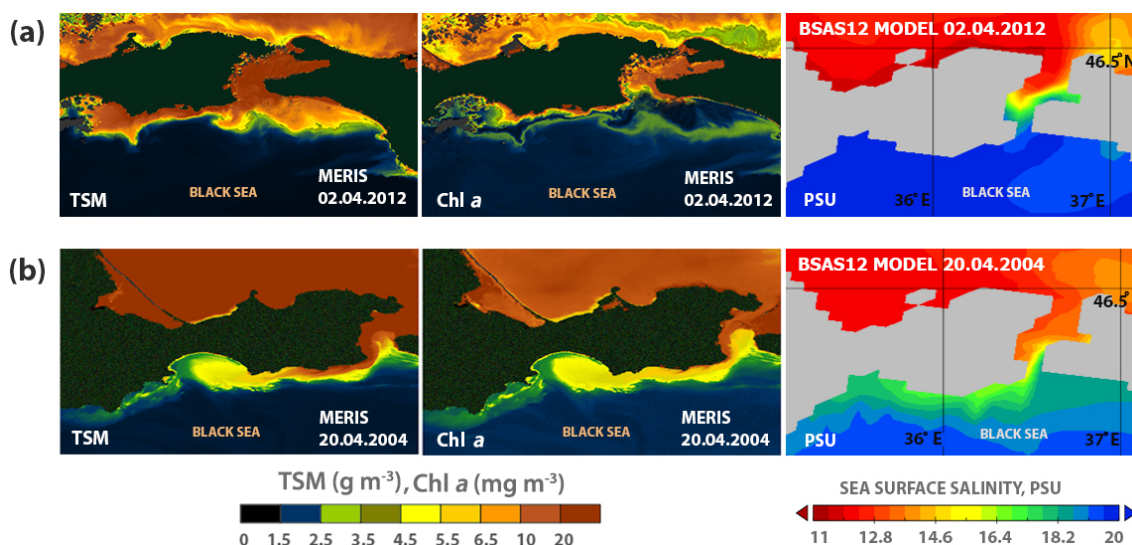 (a)
TSM
BLACK SEA
MERIS
02.04.2012
Chl a
BLACK SEA
MERIS
02.04.2012
BSAS12 MODEL 02.04.2012
46.5° N
36° E
37° E
BLACK SEA
PSU
(b)
TSM
BLACK SEA
MERIS
20.04.2004
Chl a
BLACK SEA
MERIS
20.04.2004
BSAS12 MODEL 20.04.2004
46.5°
36° E
37° E
BLACK SEA
PSU
TSM (g m⁻³), Chl a (mg m⁻³)
0 1.5 2.5 3.5 4.5 5.5 6.5 10 20
SEA SURFACE SALINITY, PSU
11 12.8 14.6 16.4 18.2 20